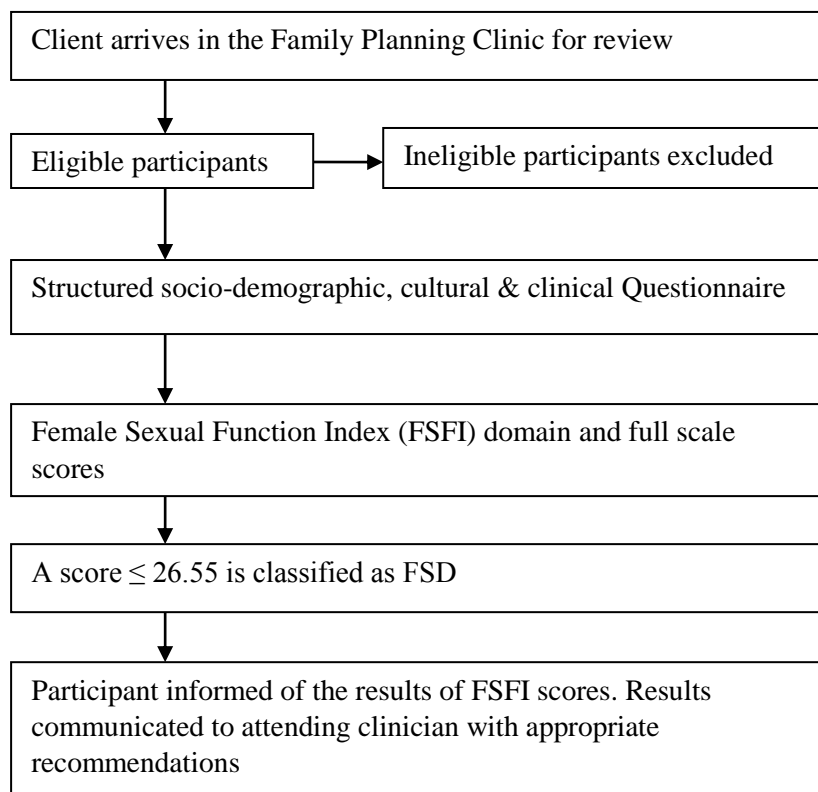 Client arrives in the Family Planning Clinic for review
Eligible participants
Ineligible participants excluded
Structured socio-demographic, cultural & clinical Questionnaire
Female Sexual Function Index (FSFI) domain and full scale
scores
A score ≤ 26.55 is classified as FSD
Participant informed of the results of FSFI scores. Results
communicated to attending clinician with appropriate
recommendations